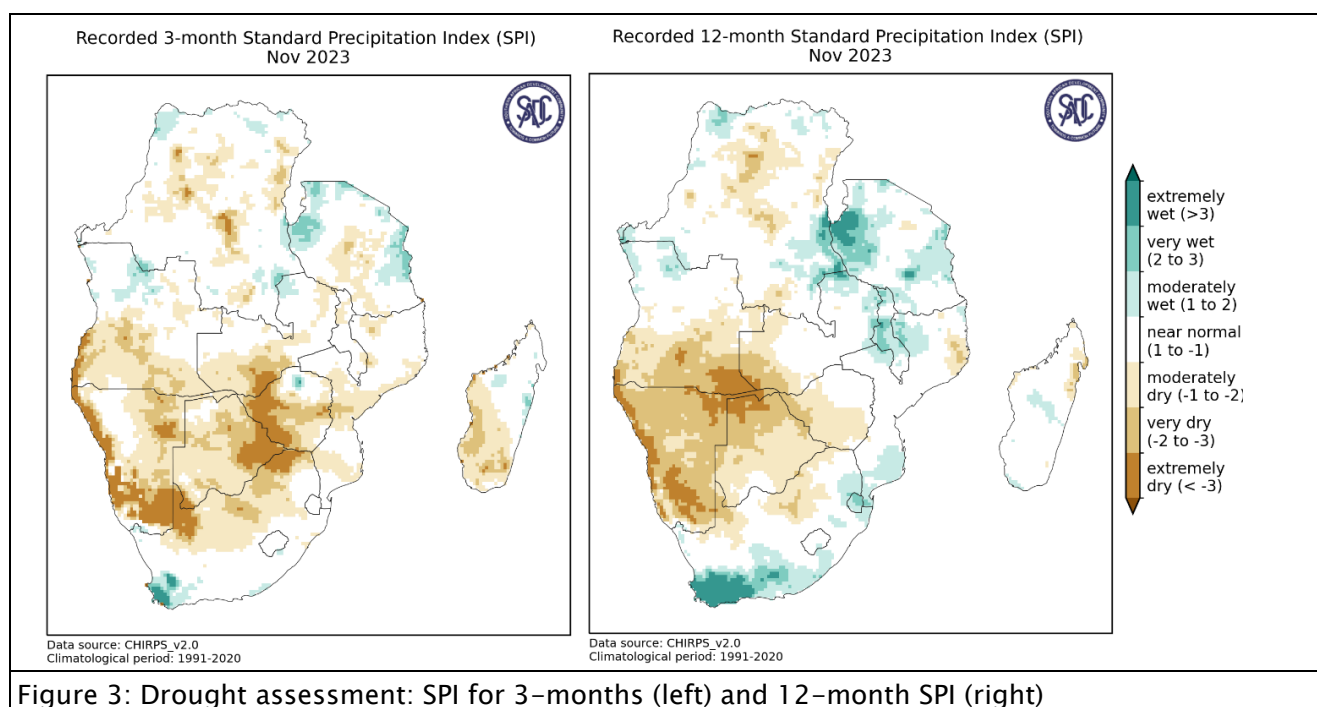 Recorded 3-month Standard Precipitation Index (SPI)
Nov 2023
SADC
Data source: CHIRPS_v2.0
Climatological period: 1991-2020
Recorded 12-month Standard Precipitation Index (SPI)
Nov 2023
SADC
Data source: CHIRPS_v2.0
Climatological period: 1991-2020
extremely
wet (>3)
very wet
(2 to 3)
moderately
wet (1 to 2)
near normal
(1 to -1)
moderately
dry (-1 to -2)
very dry
(-2 to -3)
extremely
dry (< -3)
Figure 3: Drought assessment: SPI for 3-months (left) and 12-month SPI (right)